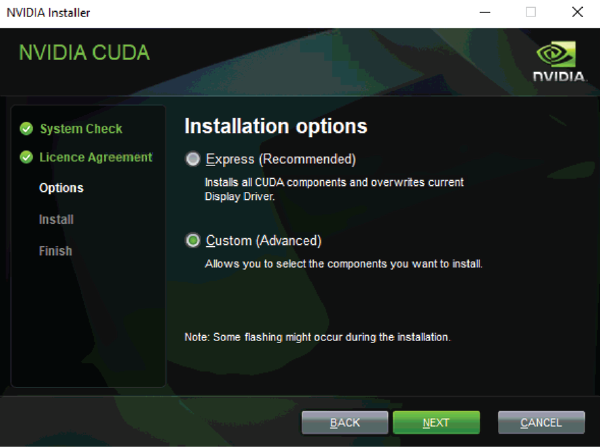 NVIDIA Installer
NVIDIA CUDA
NVIDIA.
System Check
Licence Agreement
Options
Install
Finish
Installation options
Express (Recommended)
Installs all CUDA components and overwrites current
Display Driver.
Custom (Advanced)
Allows you to select the components you want to install.
Note: Some flashing might occur during the installation.
BACK
NEXT
CANCEL